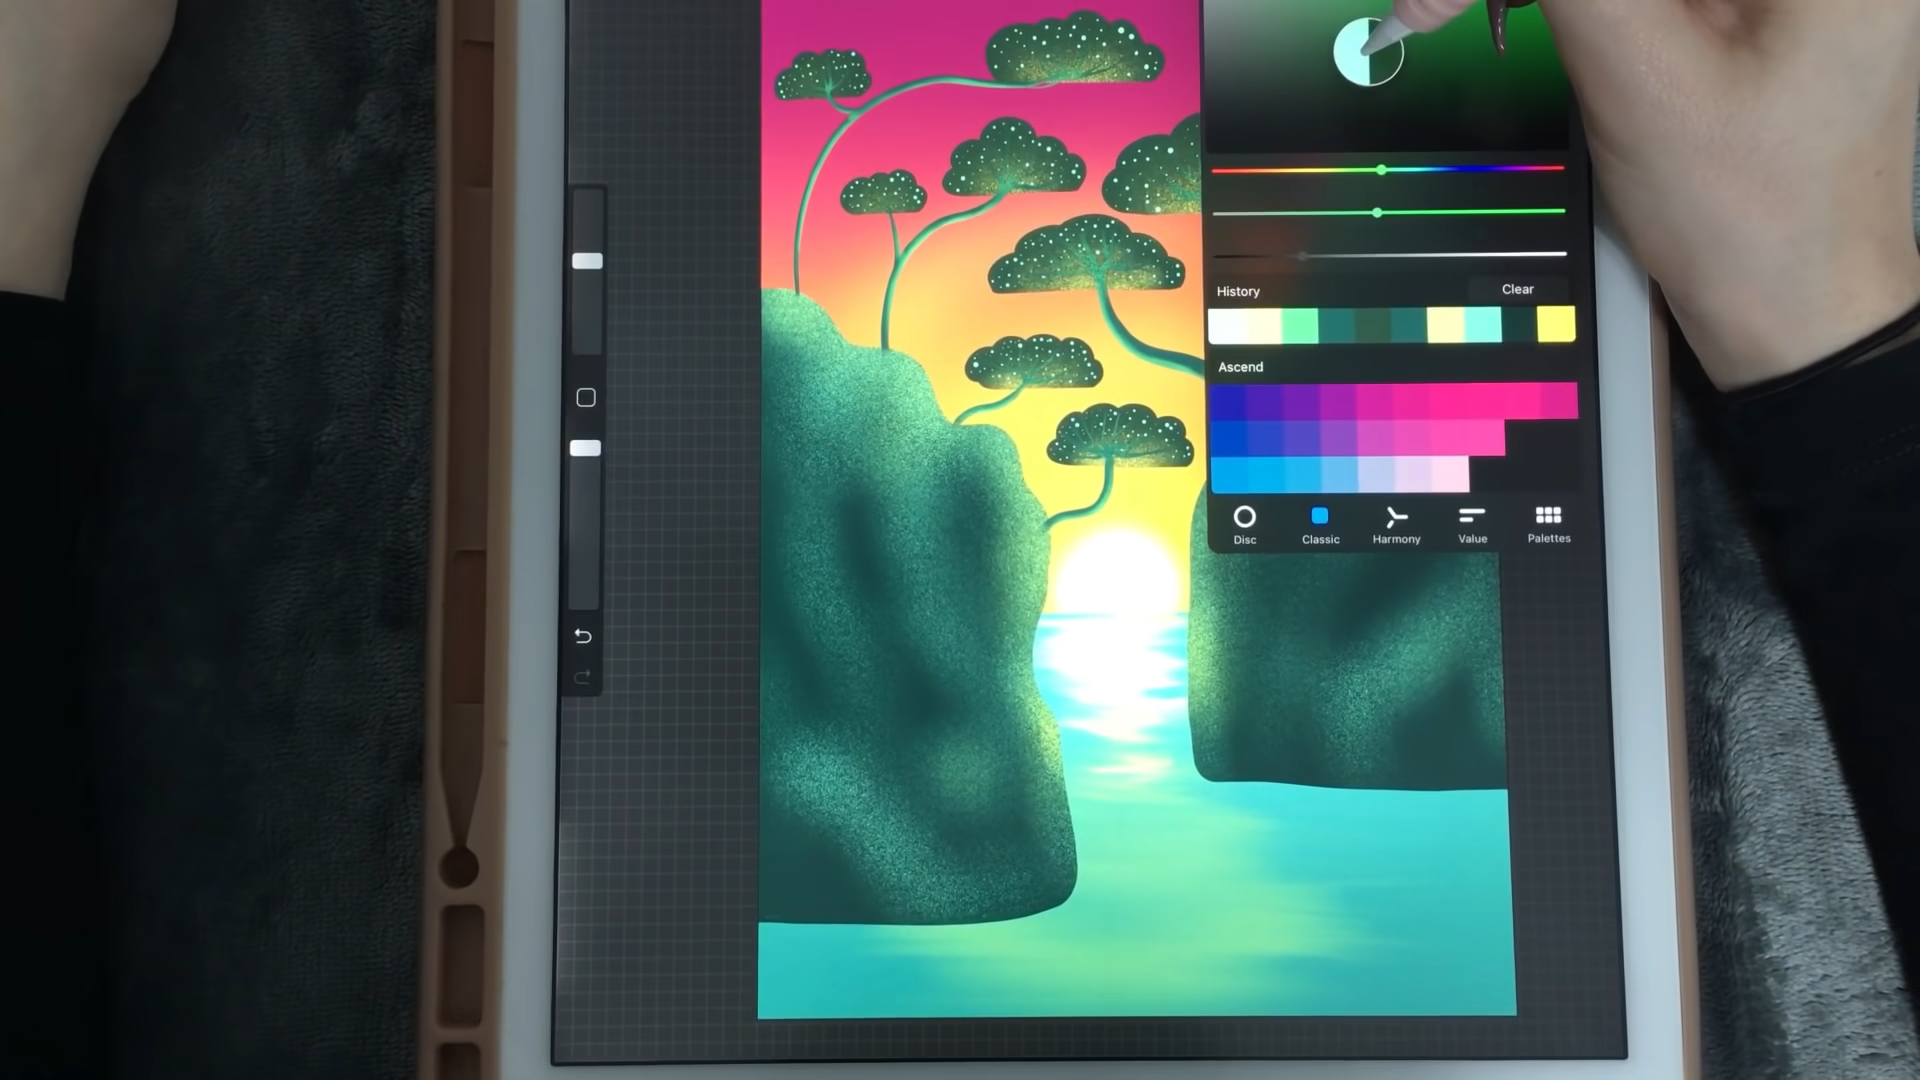 History
Clear
Ascend
Disc
Classic
Harmony
Value
Palettes